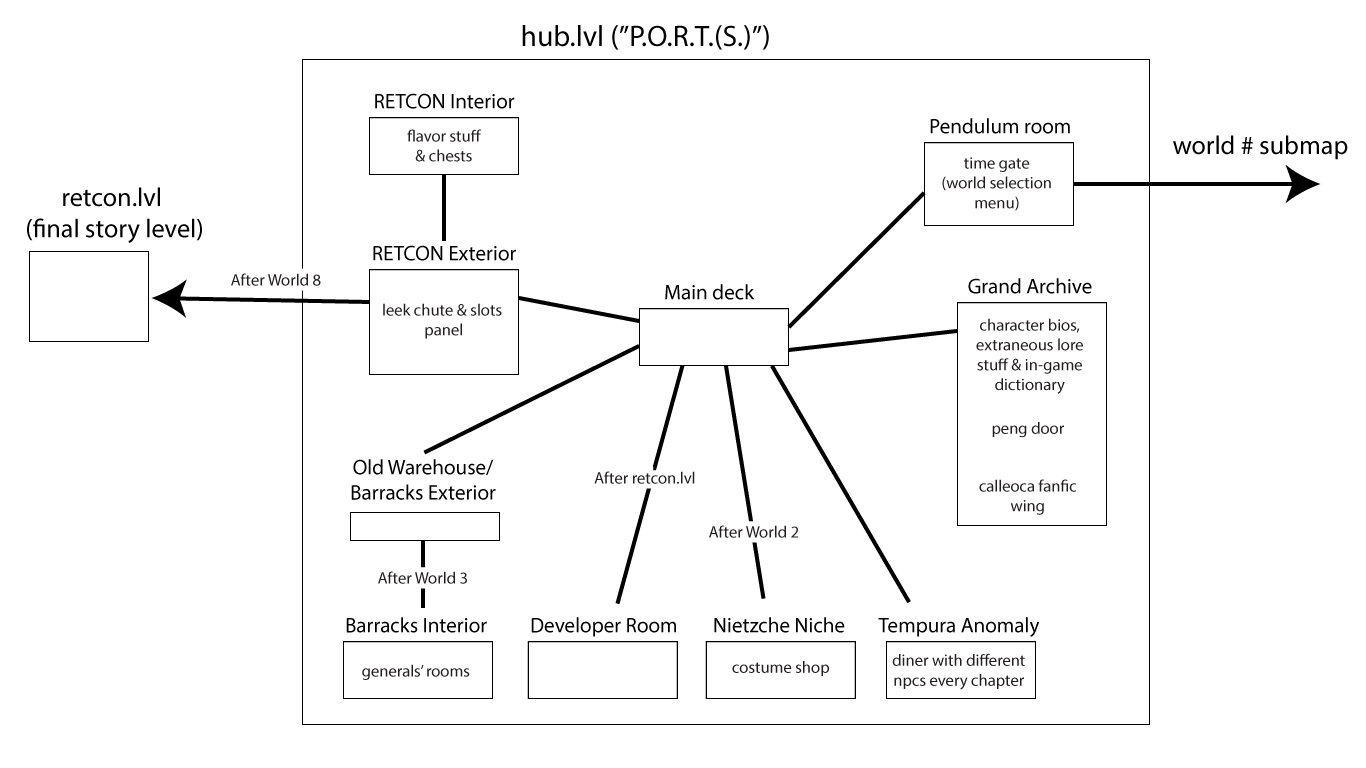 hub.lvl ("P.O.R.T.(S.)")
RETCON Interior
flavor stuff
& chests
Pendulum room
time gate
(world selection
menu)
world # submap
retcon.lvl
(final story level)
After World 8
RETCON Exterior
leek chute & slots
panel
Main deck
Grand Archive
character bios,
extraneous lore
stuff & in-game
dictionary
peng door
calleoca fanfic
wing
Old Warehouse/
Barracks Exterior
After retcon.lvl
After World 2
After World 3
Barracks Interior
generals' rooms
Developer Room
Nietzche Niche
costume shop
Tempura Anomaly
diner with different
npcs every chapter